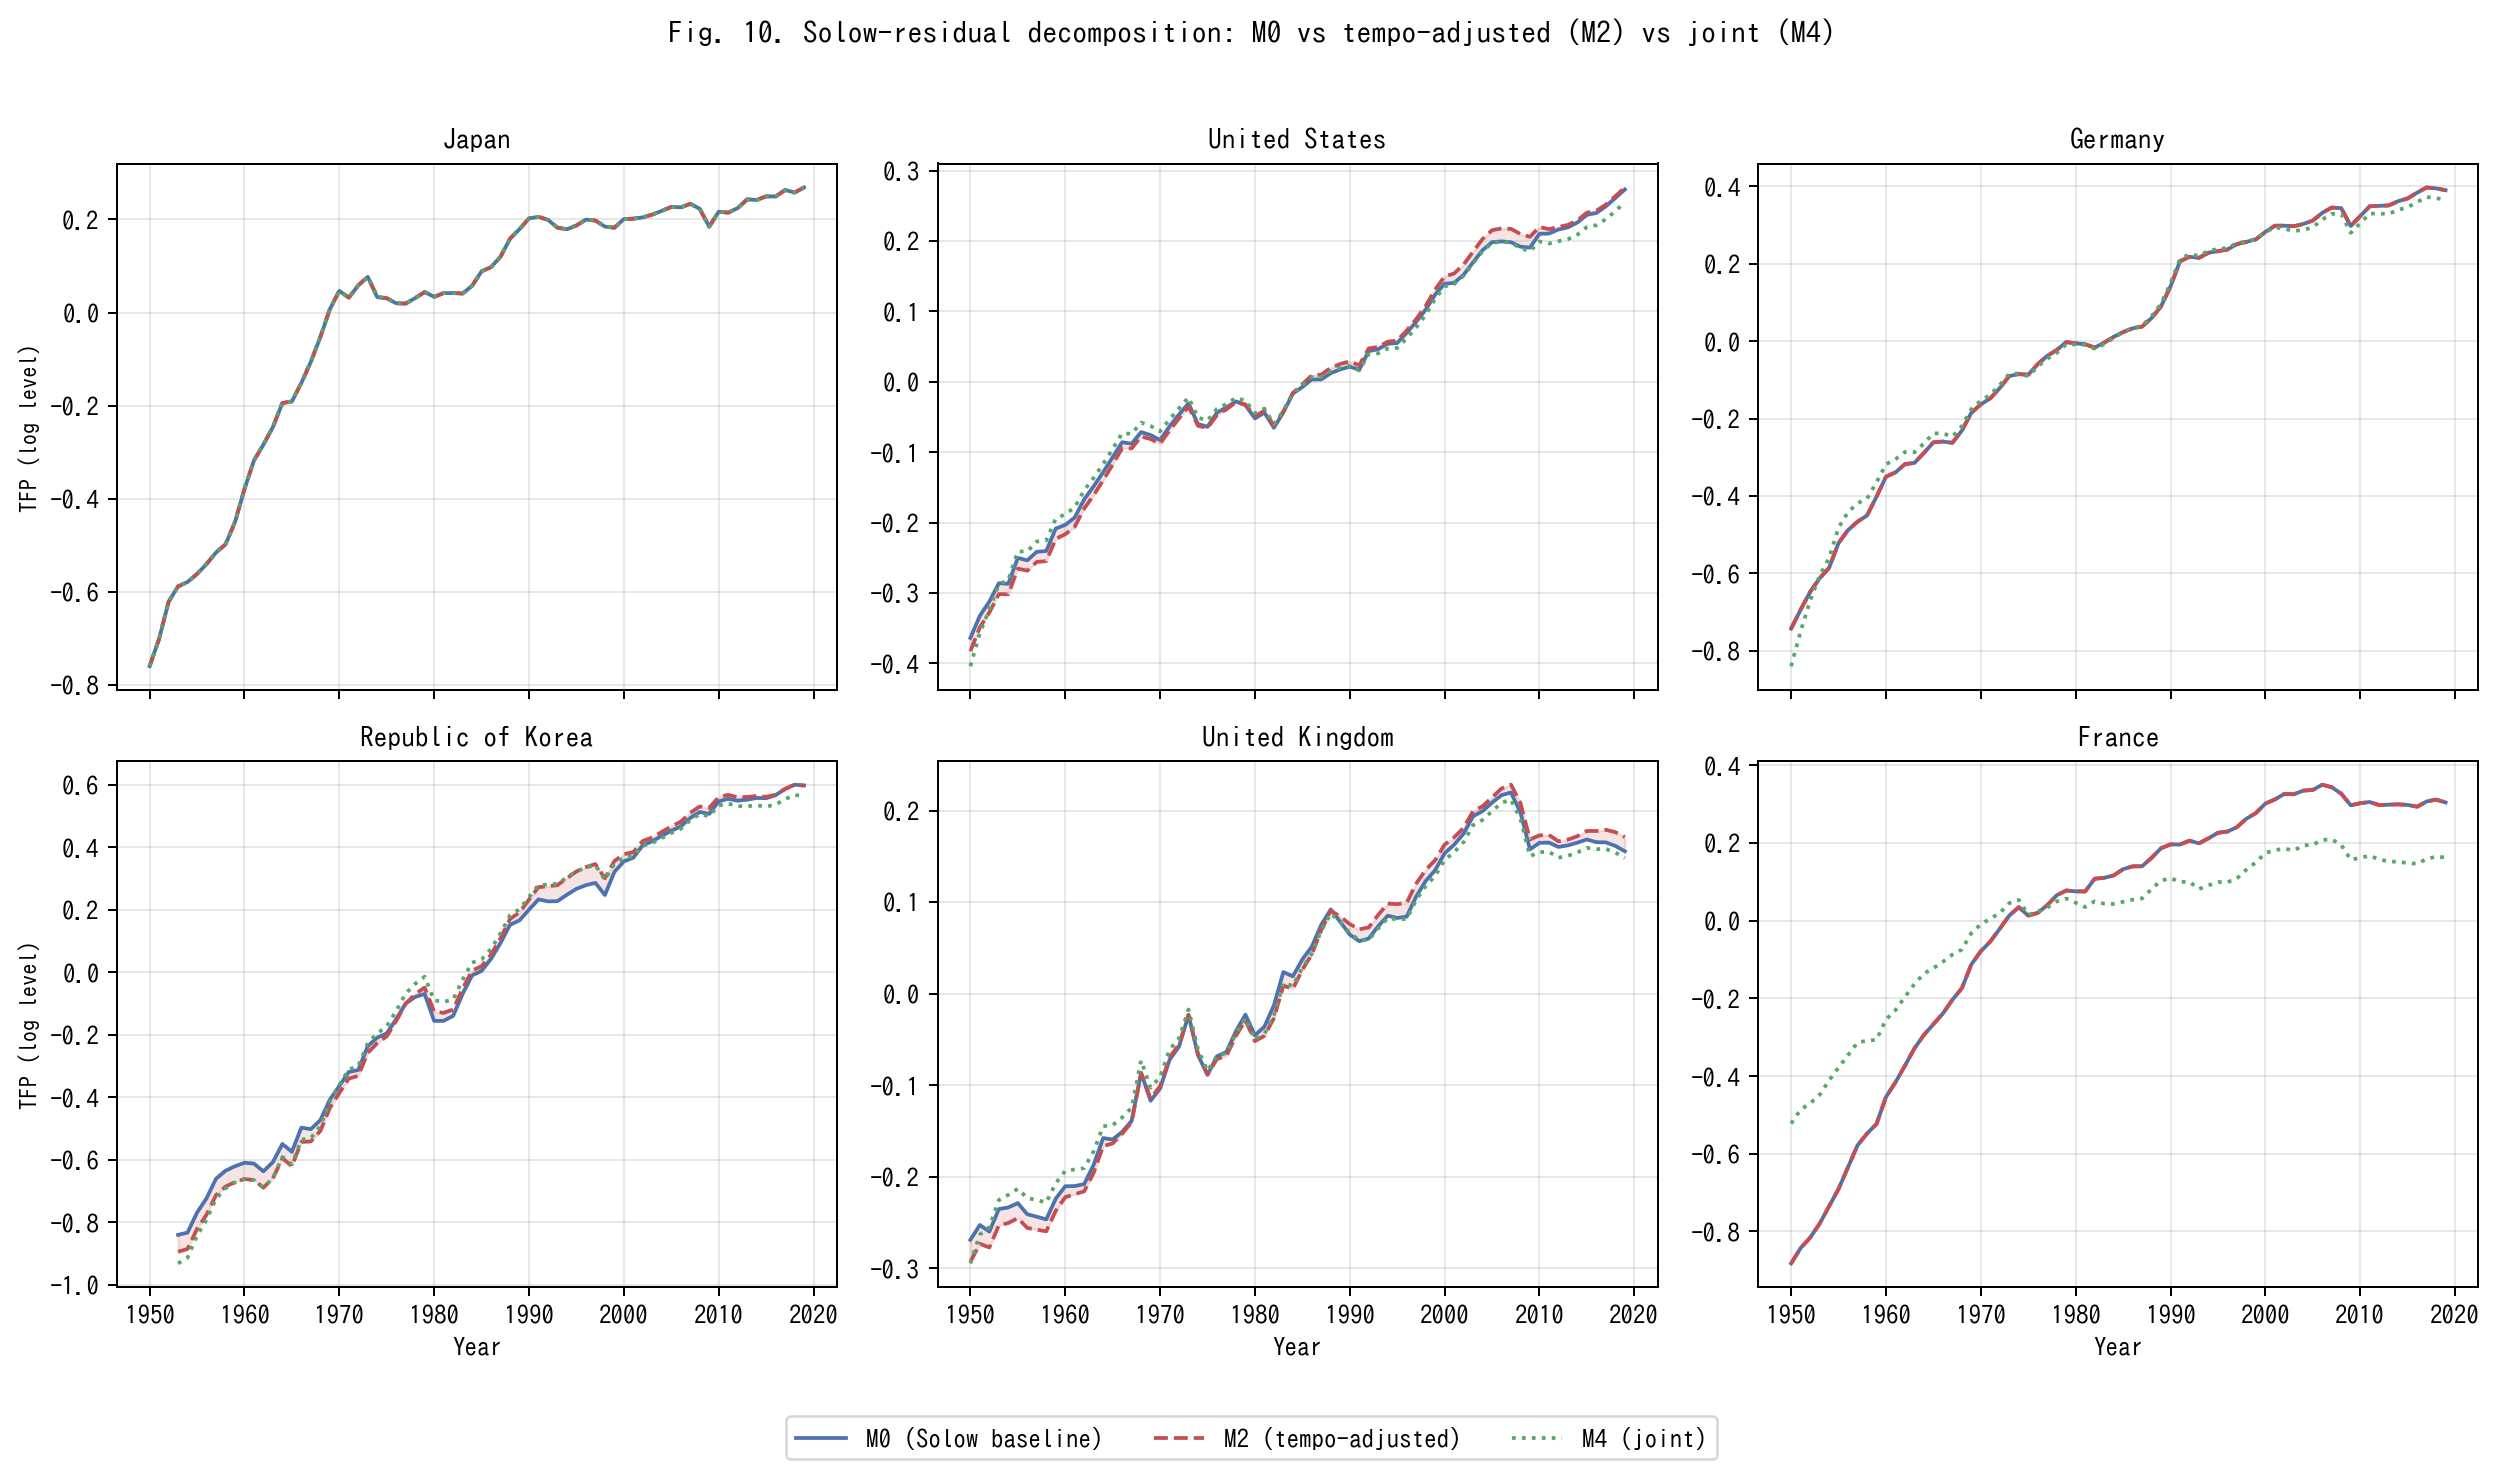 Fig. 10. Solow-residual decomposition: M0 vs tempo-adjusted (M2) vs joint (M4)
Japan
TFP (log level)
0.2
0.0
−0.2
−0.4
−0.6
−0.8
United States
0.3
0.2
0.1
0.0
−0.1
−0.2
−0.3
−0.4
Germany
0.4
0.2
0.0
−0.2
−0.4
−0.6
−0.8
Republic of Korea
TFP (log level)
0.6
0.4
0.2
0.0
−0.2
−0.4
−0.6
−0.8
−1.0
1950 1960 1970 1980 1990 2000 2010 2020
Year
United Kingdom
0.2
0.1
0.0
−0.1
−0.2
−0.3
1950 1960 1970 1980 1990 2000 2010 2020
Year
France
0.4
0.2
0.0
−0.2
−0.4
−0.6
−0.8
1950 1960 1970 1980 1990 2000 2010 2020
Year
M0 (Solow baseline) M2 (tempo-adjusted) M4 (joint)